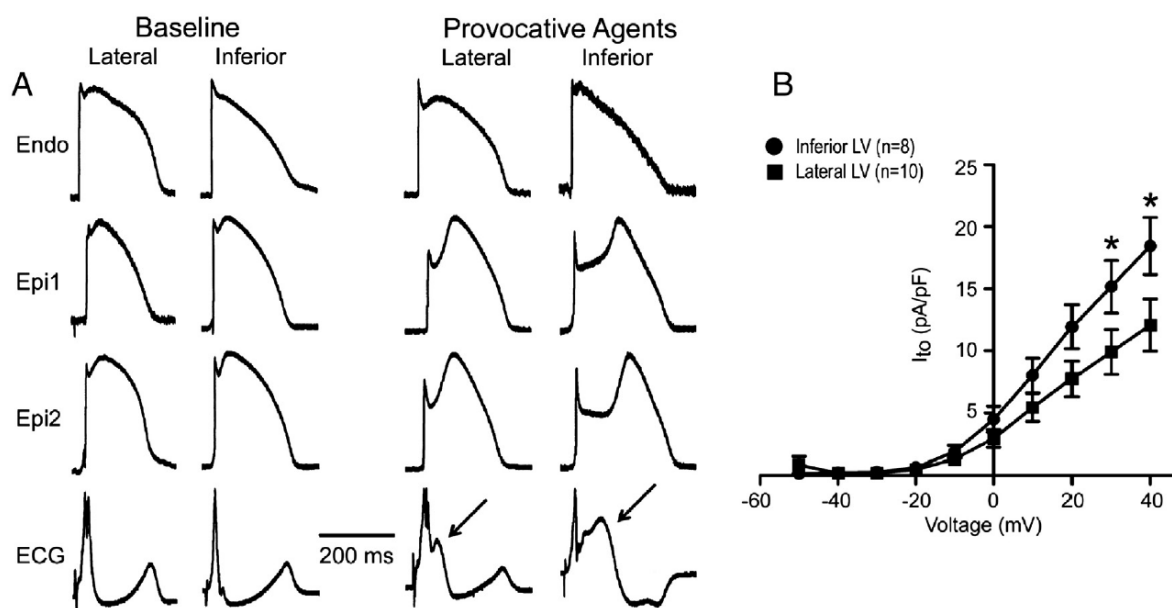 Baseline
Provocative Agents
Lateral Inferior Lateral Inferior
A
Endo
Epi1
Epi2
ECG
200 ms
B
Inferior LV (n=8)
Lateral LV (n=10)
25
20
15
10
5
Ito (pA/pF)
* *
-60 -40 -20 0 20 40
Voltage (mV)